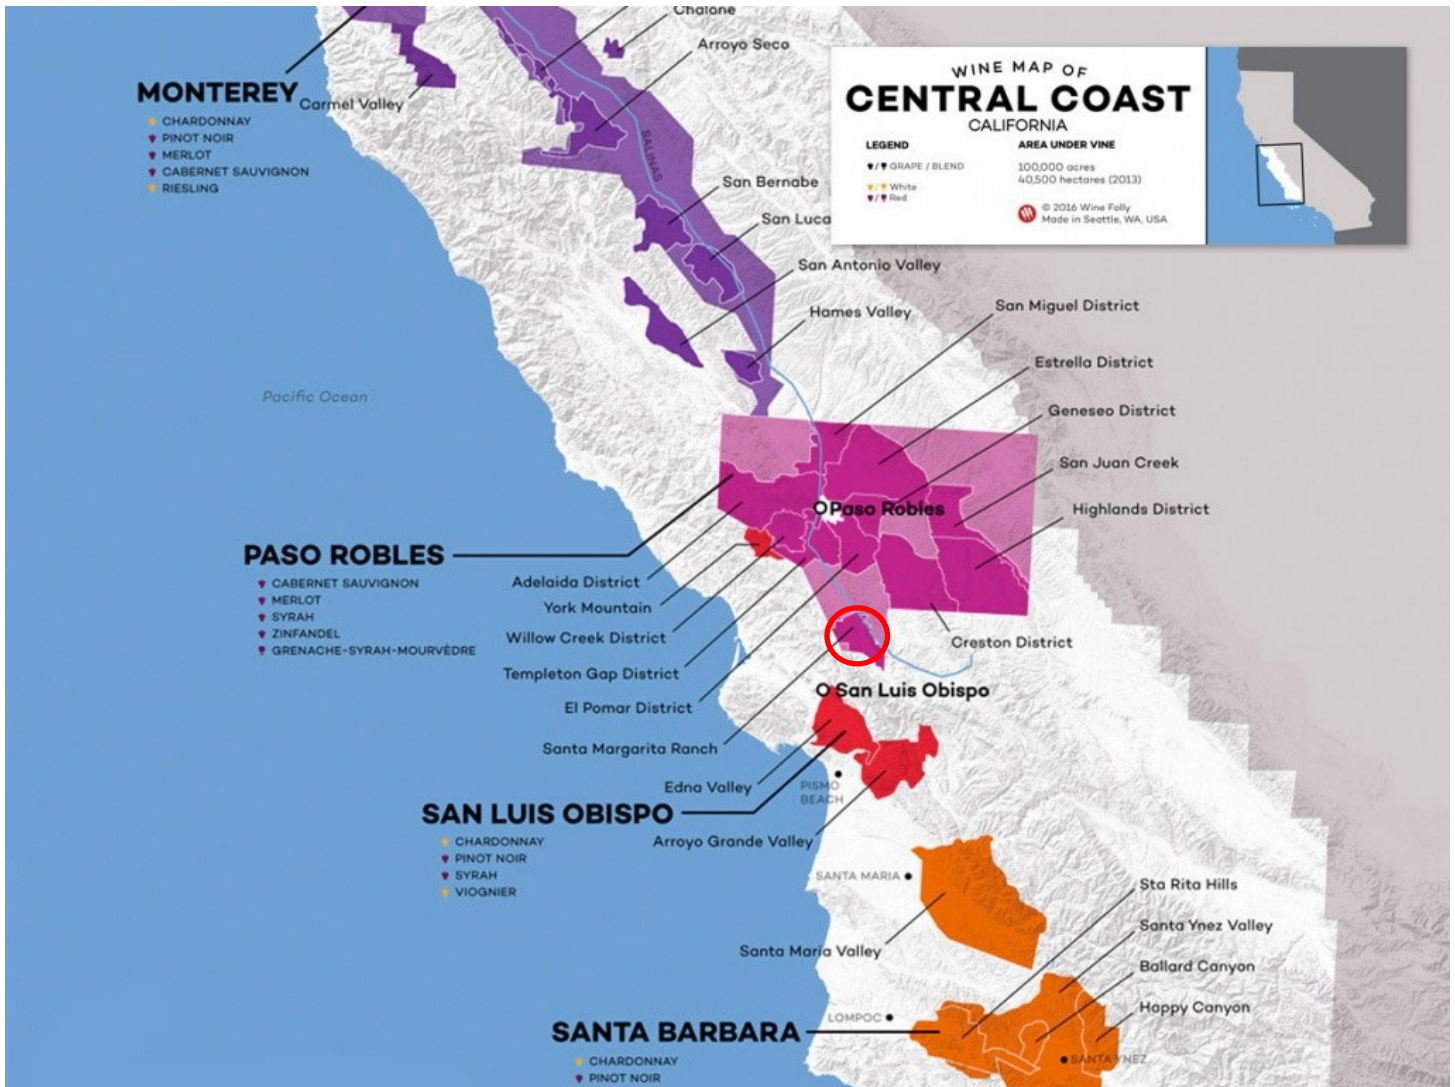 Chalone
Arroyo Seco
MONTEREY
Carmel Valley
CHARDONNAY
PINOT NOIR
MERLOT
CABERNET SAUVIGNON
RIESLING
SALINAS
WINE MAP OF
CENTRAL COAST
CALIFORNIA
LEGEND
GRAPE / BLEND
White
Red
AREA UNDER VINE
100,000 acres
40,500 hectares (2013)
© 2016 Wine Folly
Made in Seattle, WA, USA
San Bernabe
San Luca
San Antonio Valley
Hames Valley
San Miguel District
Estrella District
Geneseo District
San Juan Creek
Highlands District
Pacific Ocean
Paso Robles
PASO ROBLES
CABERNET SAUVIGNON
MERLOT
SYRAH
ZINFANDEL
GRENACHE-SYRAH-MOURVÈDRE
Adelaida District
York Mountain
Willow Creek District
Templeton Gap District
El Pomar District
Santa Margarita Ranch
Creston District
San Luis Obispo
Edna Valley
PISMO
BEACH
SAN LUIS OBISPO
CHARDONNAY
PINOT NOIR
SYRAH
VIOGNIER
Arroyo Grande Valley
SANTA MARIA
Santa Maria Valley
Sta Rita Hills
Santa Ynez Valley
Ballard Canyon
Happy Canyon
LOMPOC
SANTA YNEZ
SANTA BARBARA
CHARDONNAY
PINOT NOIR